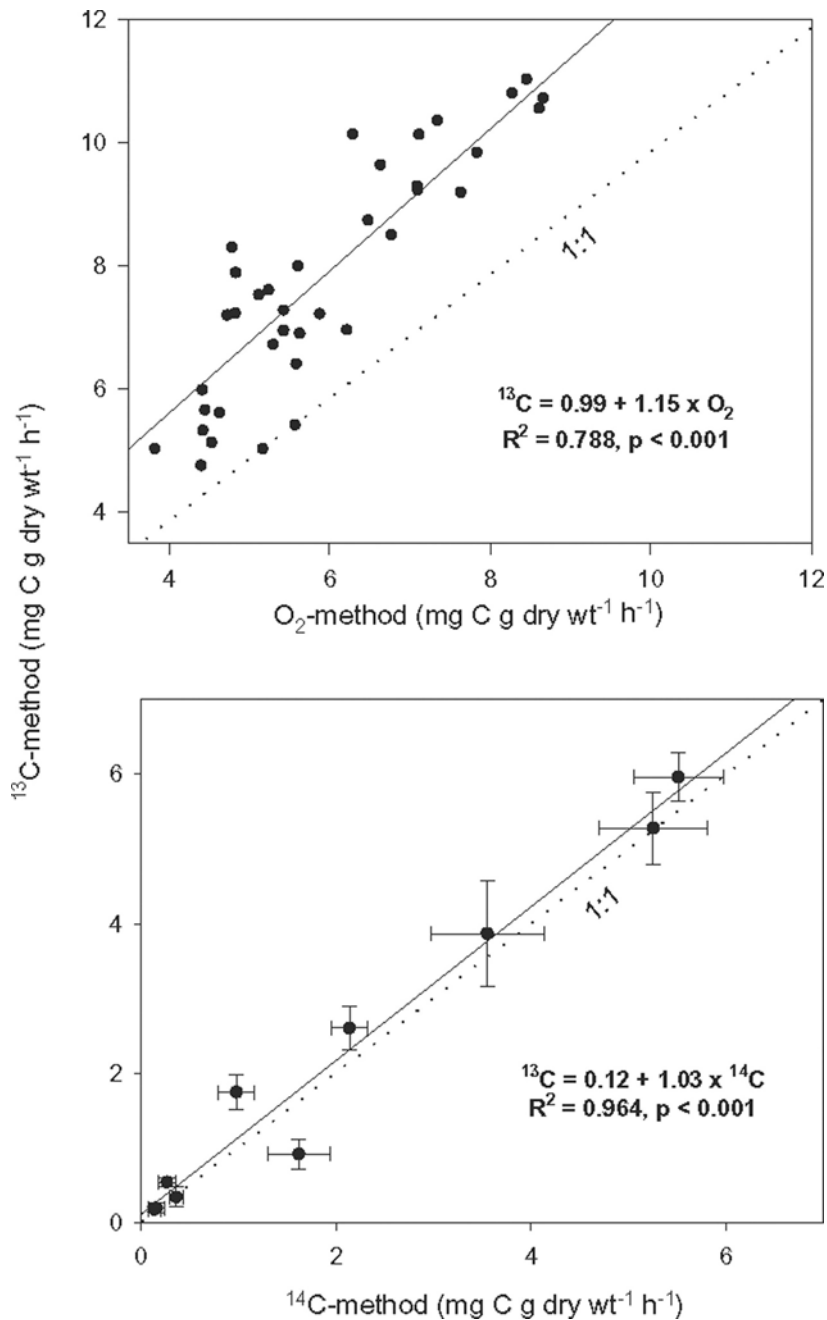 12
10
8
6
4
1:1
¹³C = 0.99 + 1.15 x O₂
R² = 0.788, p < 0.001
4 6 8 10 12
O₂-method (mg C g dry wt⁻¹ h⁻¹)
¹³C-method (mg C g dry wt⁻¹ h⁻¹)
6
4
2
0
1:1
¹³C = 0.12 + 1.03 x ¹⁴C
R² = 0.964, p < 0.001
0 2 4 6
¹⁴C-method (mg C g dry wt⁻¹ h⁻¹)